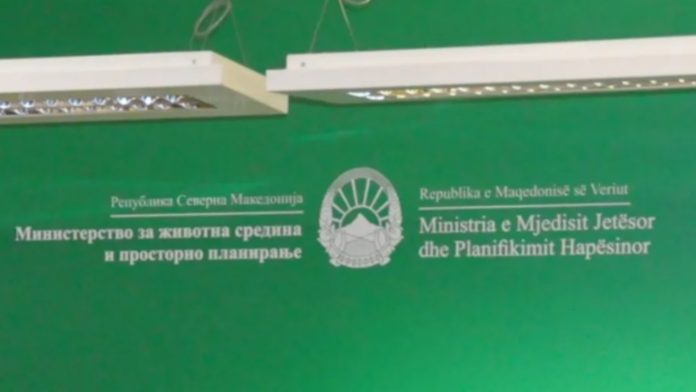 Република Северна Македонија
Министерство за животна средина
и просторно планирање
Republika e Maqedonisë së Veriut
Ministria e Mjedisit Jetësor
dhe Planifikimit Hapësinor